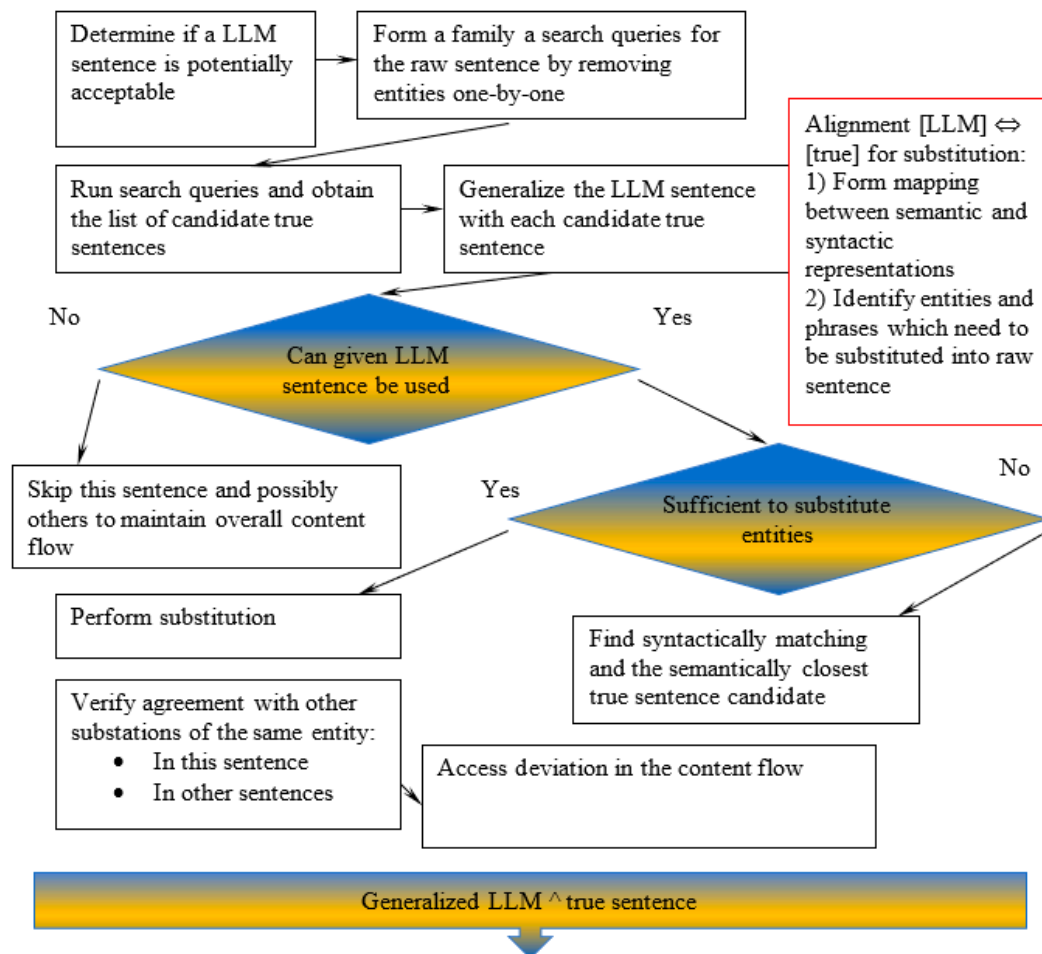 Determine if a LLM
sentence is potentially
acceptable
Form a family a search queries for
the raw sentence by removing
entities one-by-one
Alignment [LLM] ⇔
[true] for substitution:
1) Form mapping
between semantic and
syntactic
representations
2) Identify entities and
phrases which need to
be substituted into raw
sentence
Run search queries and obtain
the list of candidate true
sentences
Generalize the LLM sentence
with each candidate true
sentence
No
Yes
Can given LLM
sentence be used
Skip this sentence and possibly
others to maintain overall content
flow
Yes
No
Sufficient to substitute
entities
Perform substitution
Find syntactically matching
and the semantically closest
true sentence candidate
Verify agreement with other
substations of the same entity:
• In this sentence
• In other sentences
Access deviation in the content flow
Generalized LLM ^ true sentence